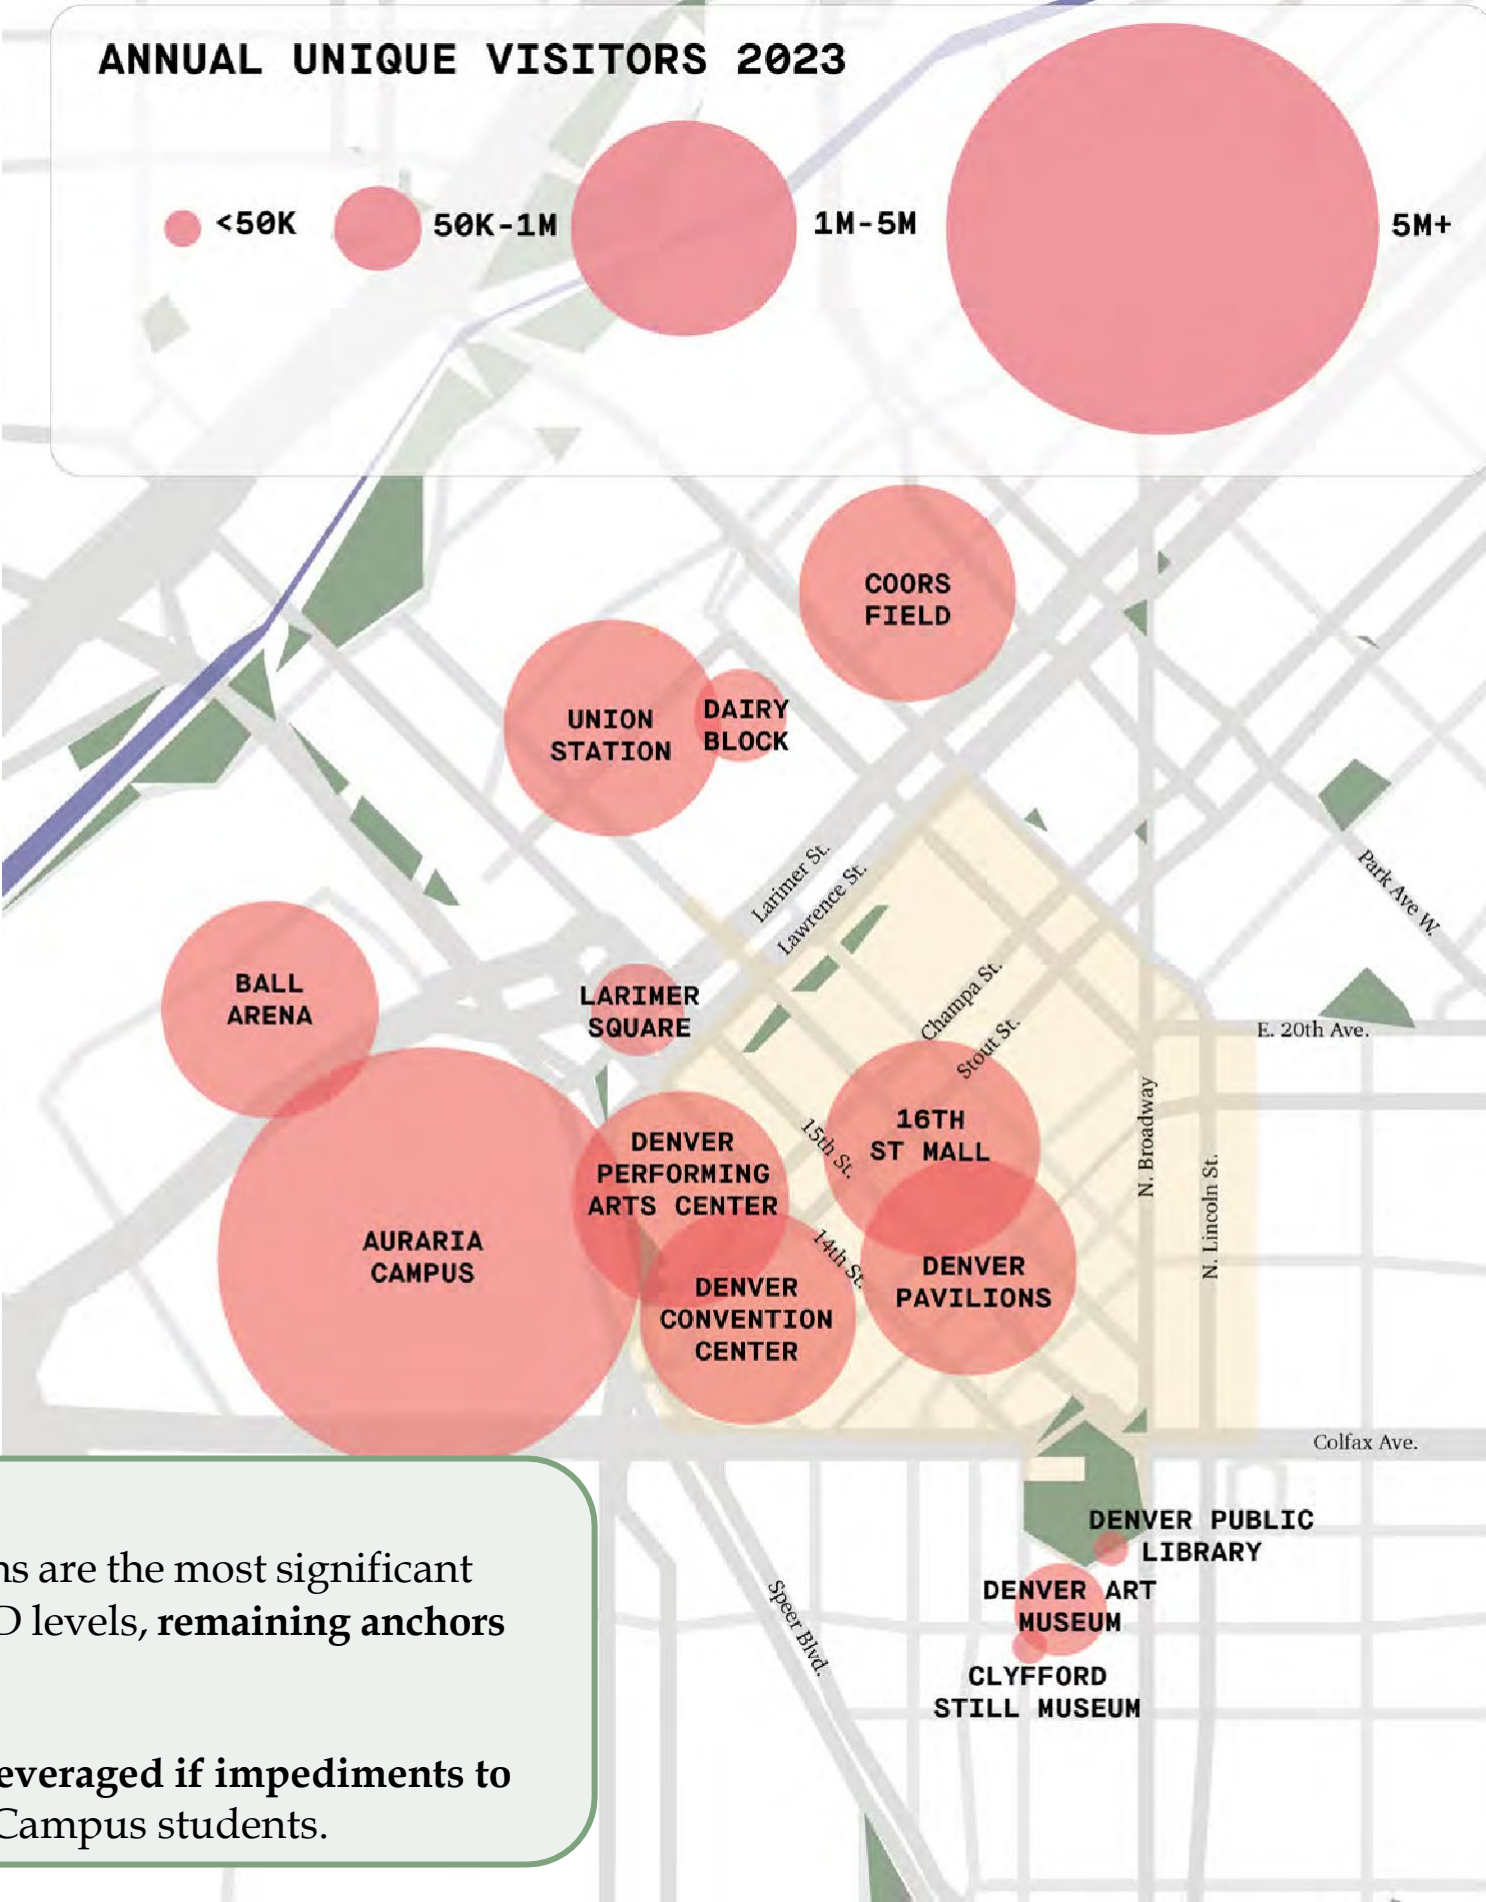 ANNUAL UNIQUE VISITORS 2023
<50K
50K-1M
1M-5M
5M+
COORS
FIELD
UNION
STATION
DAIRY
BLOCK
Larimer St.
Lawrence St.
Park Ave W.
BALL
ARENA
LARIMER
SQUARE
Champa St.
Stout St.
E. 20th Ave.
16TH
ST MALL
15th St.
N. Broadway
N. Lincoln St.
DENVER
PERFORMING
ARTS CENTER
AURARIA
CAMPUS
14th St.
DENVER
PAVILIONS
DENVER
CONVENTION
CENTER
Colfax Ave.
DENVER PUBLIC
LIBRARY
DENVER ART
MUSEUM
CLYFFORD
STILL MUSEUM
Speer Blvd.
are the most significant
levels, remaining anchors
if impediments to
Campus students.